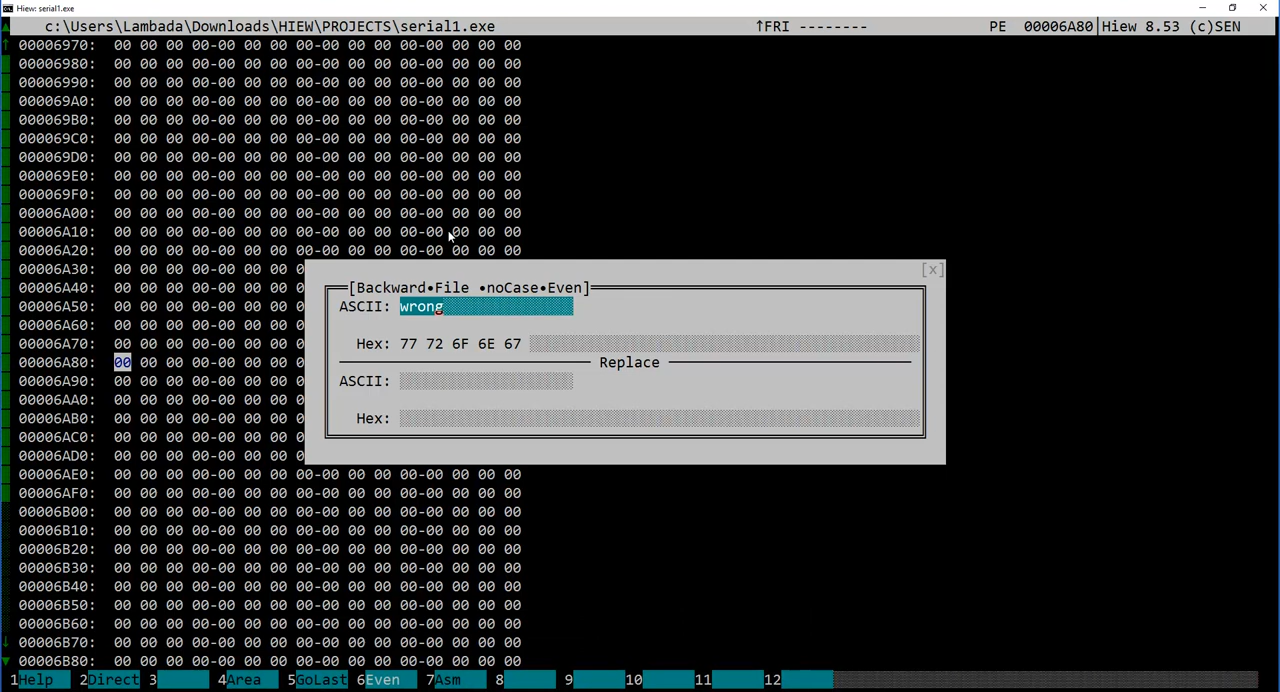 Hiew: serial1.exe
c:\Users\Lambada\Downloads\HIEW\PROJECTS\serial1.exe ↑FRI -------- PE 00006A80|Hiew 8.53 (c)SEN
00006970: 00 00 00 00-00 00 00 00-00 00 00 00-00 00 00 00
00006980: 00 00 00 00-00 00 00 00-00 00 00 00-00 00 00 00
00006990: 00 00 00 00-00 00 00 00-00 00 00 00-00 00 00 00
000069A0: 00 00 00 00-00 00 00 00-00 00 00 00-00 00 00 00
000069B0: 00 00 00 00-00 00 00 00-00 00 00 00-00 00 00 00
000069C0: 00 00 00 00-00 00 00 00-00 00 00 00-00 00 00 00
000069D0: 00 00 00 00-00 00 00 00-00 00 00 00-00 00 00 00
000069E0: 00 00 00 00-00 00 00 00-00 00 00 00-00 00 00 00
000069F0: 00 00 00 00-00 00 00 00-00 00 00 00-00 00 00 00
00006A00: 00 00 00 00-00 00 00 00-00 00 00 00-00 00 00 00
00006A10: 00 00 00 00-00 00 00 00-00 00 00 00-00 00 00 00
00006A20: 00 00 00 00-00 00 00 00-00 00 00 00-00 00 00 00
00006A30: 00 00 00 00-00 00 00 [x]
00006A40: 00 00 00 00-00 00 00 [Backward•File •noCase•Even]
00006A50: 00 00 00 00-00 00 00 ASCII: wrong
00006A60: 00 00 00 00-00 00 00
00006A70: 00 00 00 00-00 00 00 Hex: 77 72 6F 6E 67
00006A80: 00 00 00 00-00 00 00 Replace
00006A90: 00 00 00 00-00 00 00 ASCII:
00006AA0: 00 00 00 00-00 00 00
00006AB0: 00 00 00 00-00 00 00 Hex:
00006AC0: 00 00 00 00-00 00 00
00006AD0: 00 00 00 00-00 00 00
00006AE0: 00 00 00 00-00 00 00 00-00 00 00 00-00 00 00 00
00006AF0: 00 00 00 00-00 00 00 00-00 00 00 00-00 00 00 00
00006B00: 00 00 00 00-00 00 00 00-00 00 00 00-00 00 00 00
00006B10: 00 00 00 00-00 00 00 00-00 00 00 00-00 00 00 00
00006B20: 00 00 00 00-00 00 00 00-00 00 00 00-00 00 00 00
00006B30: 00 00 00 00-00 00 00 00-00 00 00 00-00 00 00 00
00006B40: 00 00 00 00-00 00 00 00-00 00 00 00-00 00 00 00
00006B50: 00 00 00 00-00 00 00 00-00 00 00 00-00 00 00 00
00006B60: 00 00 00 00-00 00 00 00-00 00 00 00-00 00 00 00
00006B70: 00 00 00 00-00 00 00 00-00 00 00 00-00 00 00 00
00006B80: 00 00 00 00-00 00 00 00-00 00 00 00-00 00 00 00
1Help 2Direct 3 4Area 5GoLast 6Even 7Asm 8 9 10 11 12